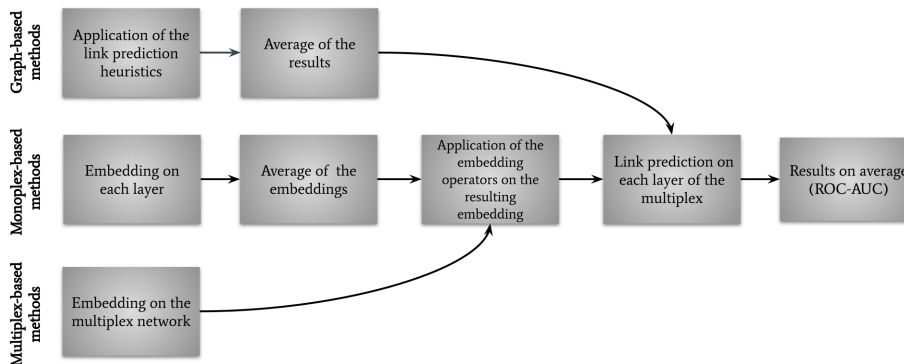 Graph-based
methods
Application of the
link prediction
heuristics
Average of the
results
Monoplex-based
methods
Embedding on
each layer
Average of  the
embeddings
Application of the
embedding
operators on the
resulting
embedding
Link prediction on
each layer of the
multiplex
Results on average
(ROC-AUC)
Multiplex-based
methods
Embedding on the
multiplex network